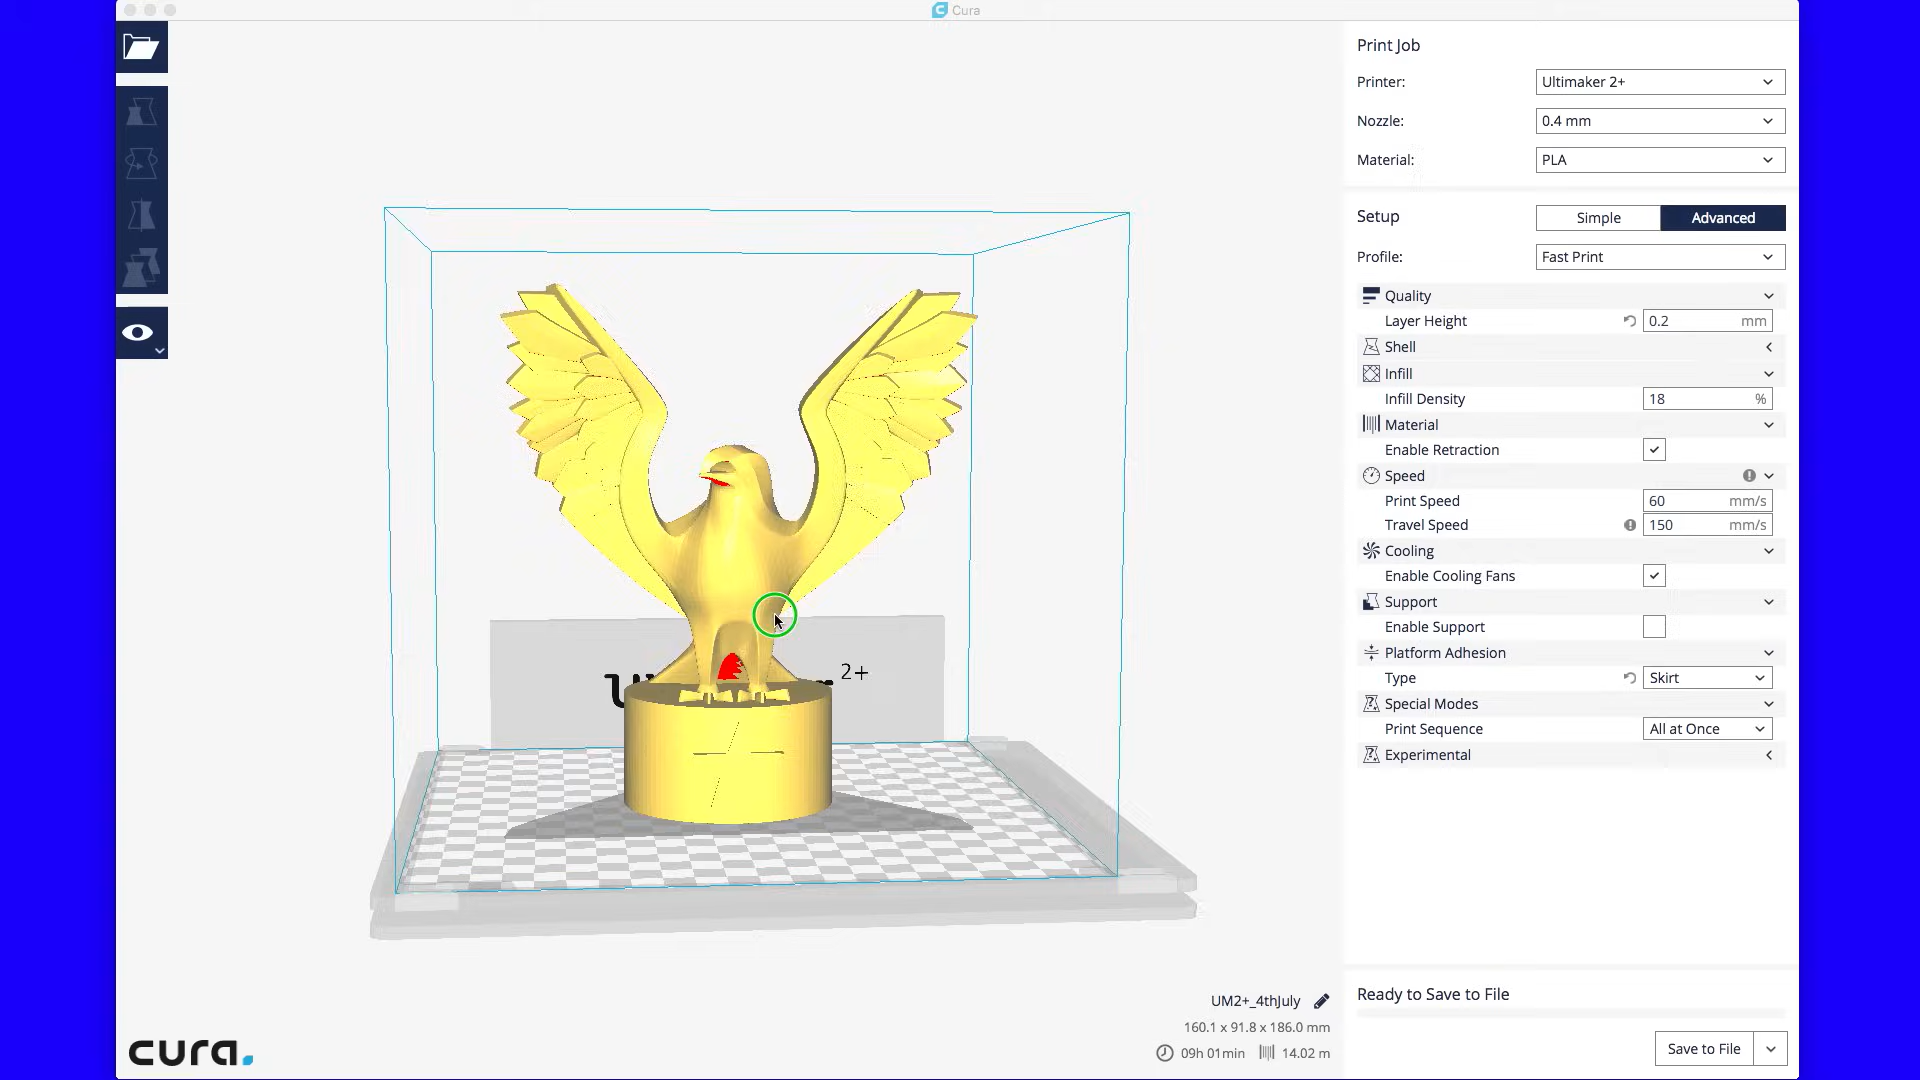 Cura
Print Job
Printer: Ultimaker 2+
Nozzle: 0.4 mm
Material: PLA
Setup Simple Advanced
Profile: Fast Print
Quality
Layer Height 0.2 mm
Shell
Infill
Infill Density 18 %
Material
Enable Retraction
Speed
Print Speed 60 mm/s
Travel Speed 150 mm/s
Cooling
Enable Cooling Fans
Support
Enable Support
Platform Adhesion
Type Skirt
Special Modes
Print Sequence All at Once
Experimental
2+
UM2+_4thJuly
160.1 x 91.8 x 186.0 mm
09h 01min 14.02 m
Ready to Save to File
Save to File
cura.